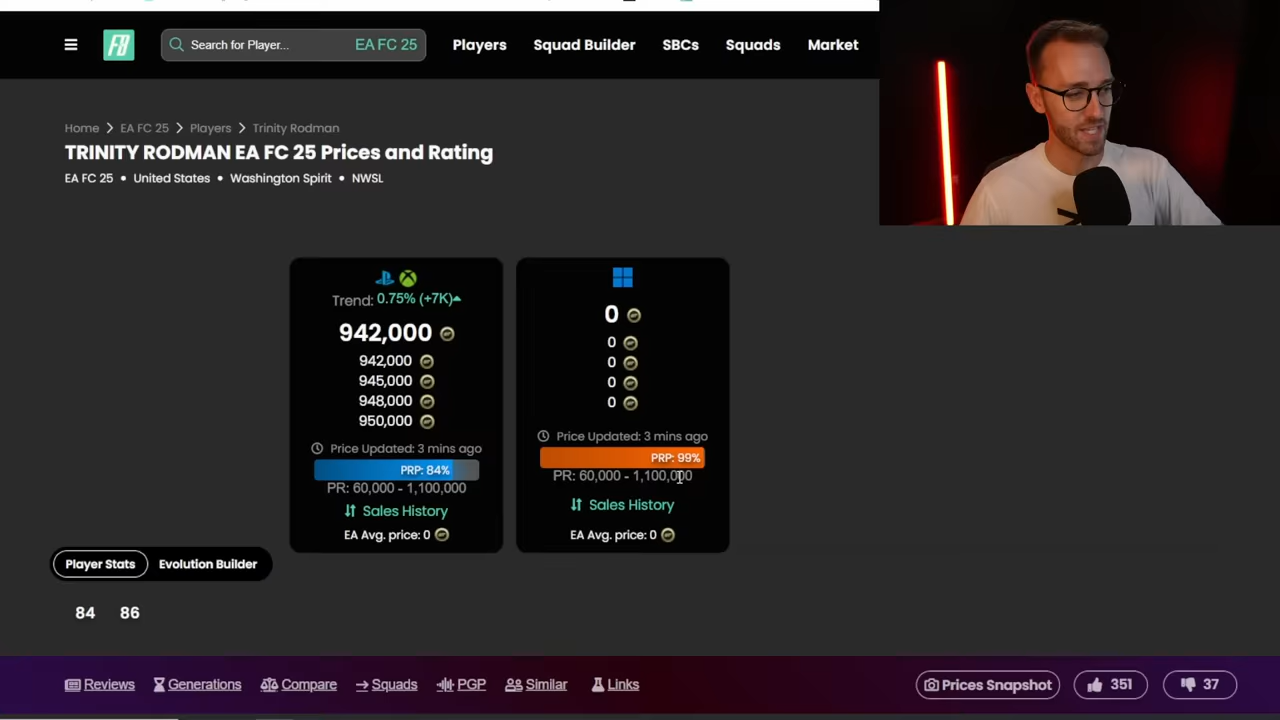 FB
Search for Player...
EA FC 25
Players
Squad Builder
SBCs
Squads
Market
Home > EA FC 25 > Players > Trinity Rodman
TRINITY RODMAN EA FC 25 Prices and Rating
EA FC 25 • United States • Washington Spirit • NWSL
Trend: 0.75% (+7K)
942,000
942,000
945,000
948,000
950,000
Price Updated: 3 mins ago
PRP: 84%
PR: 60,000 - 1,100,000
Sales History
EA Avg. price: 0
0
0
0
0
0
Price Updated: 3 mins ago
PRP: 99%
PR: 60,000 - 1,100,000
Sales History
EA Avg. price: 0
Player Stats
Evolution Builder
84 86
Reviews
Generations
Compare
Squads
PGP
Similar
Links
Prices Snapshot
351
37